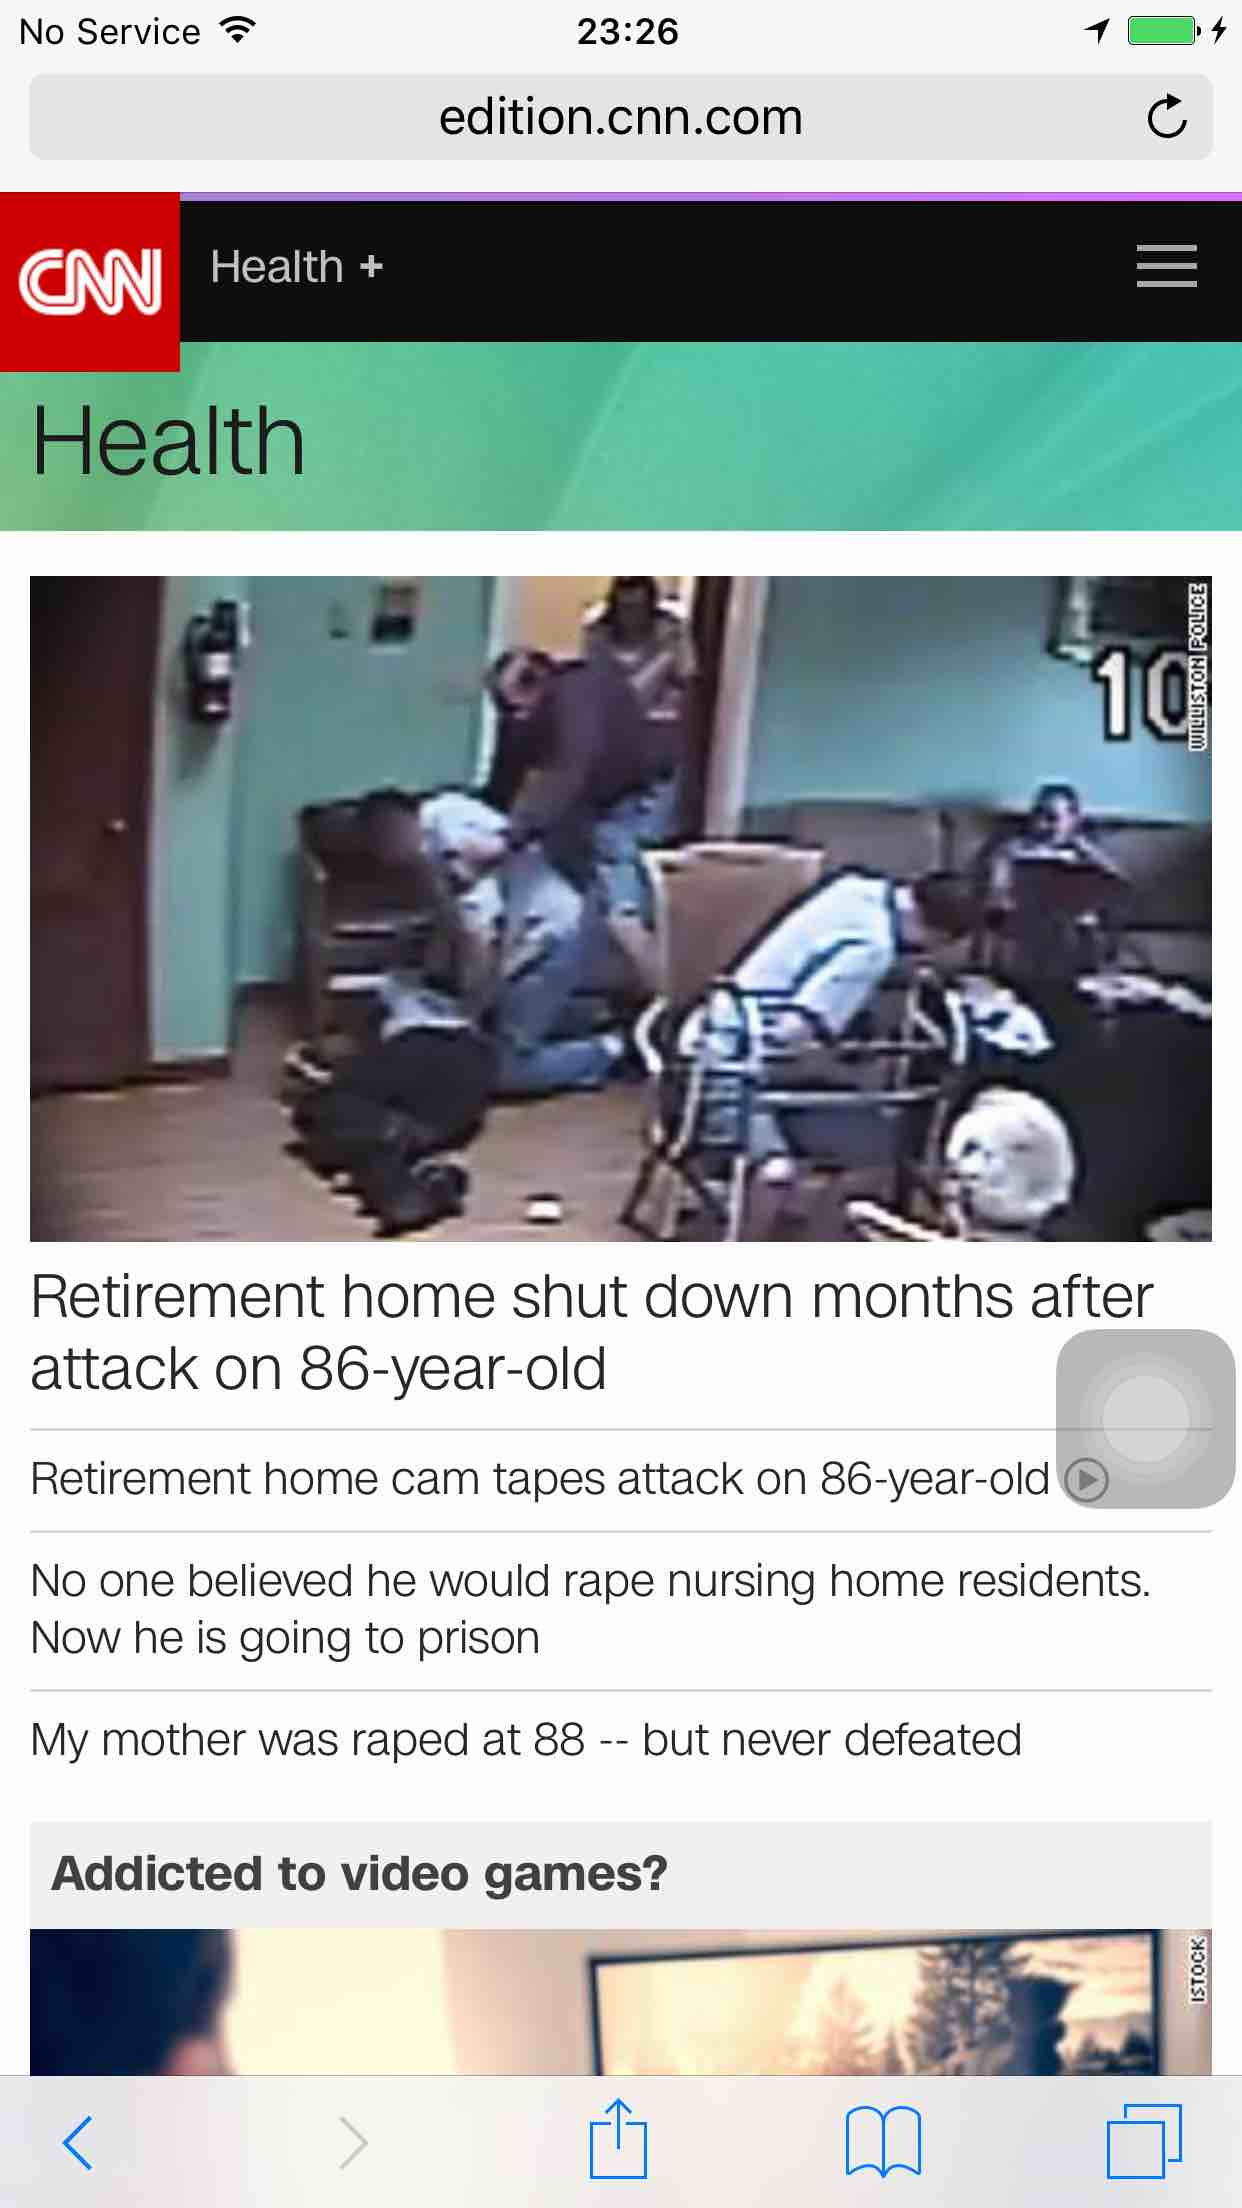 No Service
23:26
edition.cnn.com
CNN
Health +
Health
WILLISTON POLICE
10
Retirement home shut down months after
attack on 86-year-old
Retirement home cam tapes attack on 86-year-old
No one believed he would rape nursing home residents.
Now he is going to prison
My mother was raped at 88 -- but never defeated
Addicted to video games?
ISTOCK